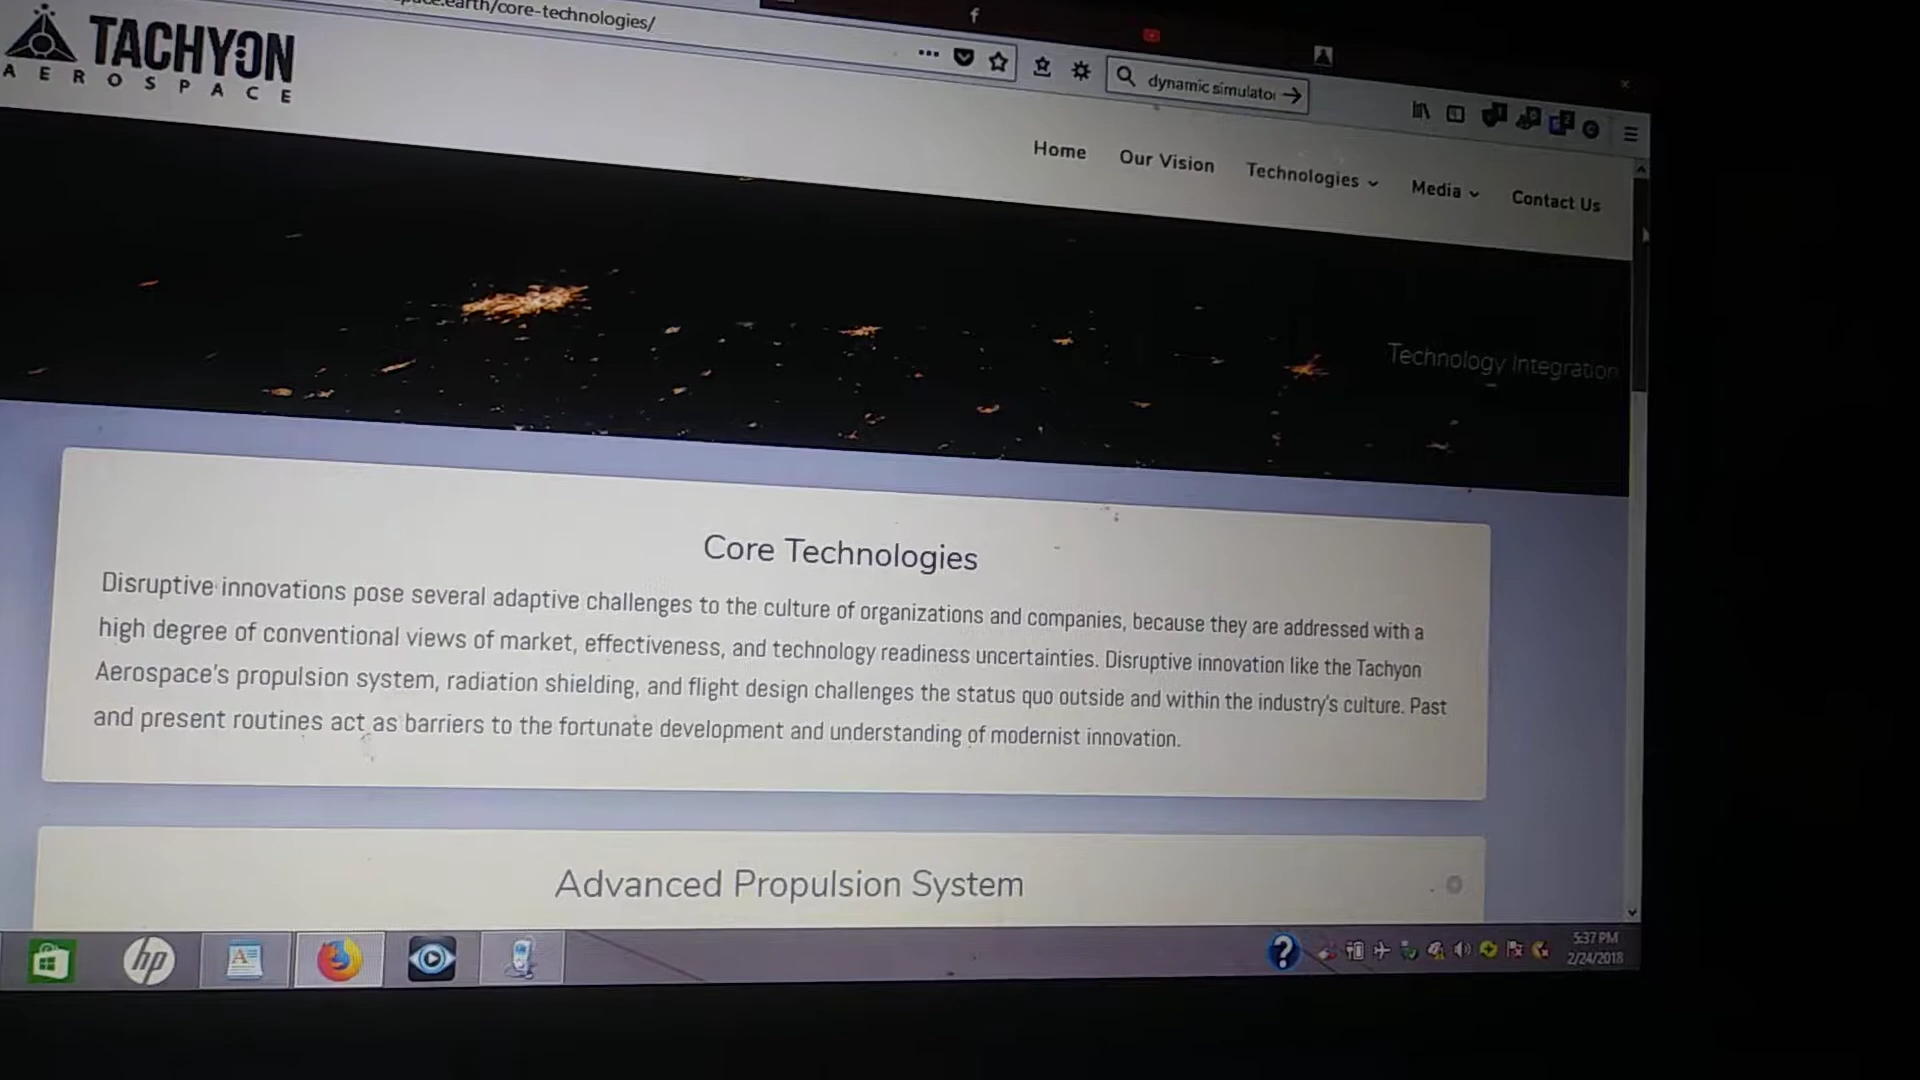 earth/core-technologies/
TACHYON
AEROSPACE
dynamic simulato
Home Our Vision Technologies Media Contact Us
Technology Integration
Core Technologies
Disruptive innovations pose several adaptive challenges to the culture of organizations and companies, because they are addressed with a
high degree of conventional views of market, effectiveness, and technology readiness uncertainties. Disruptive innovation like the Tachyon
Aerospace's propulsion system, radiation shielding, and flight design challenges the status quo outside and within the industry's culture. Past
and present routines act as barriers to the fortunate development and understanding of modernist innovation.
Advanced Propulsion System
hp
5:37 PM
2/24/2018